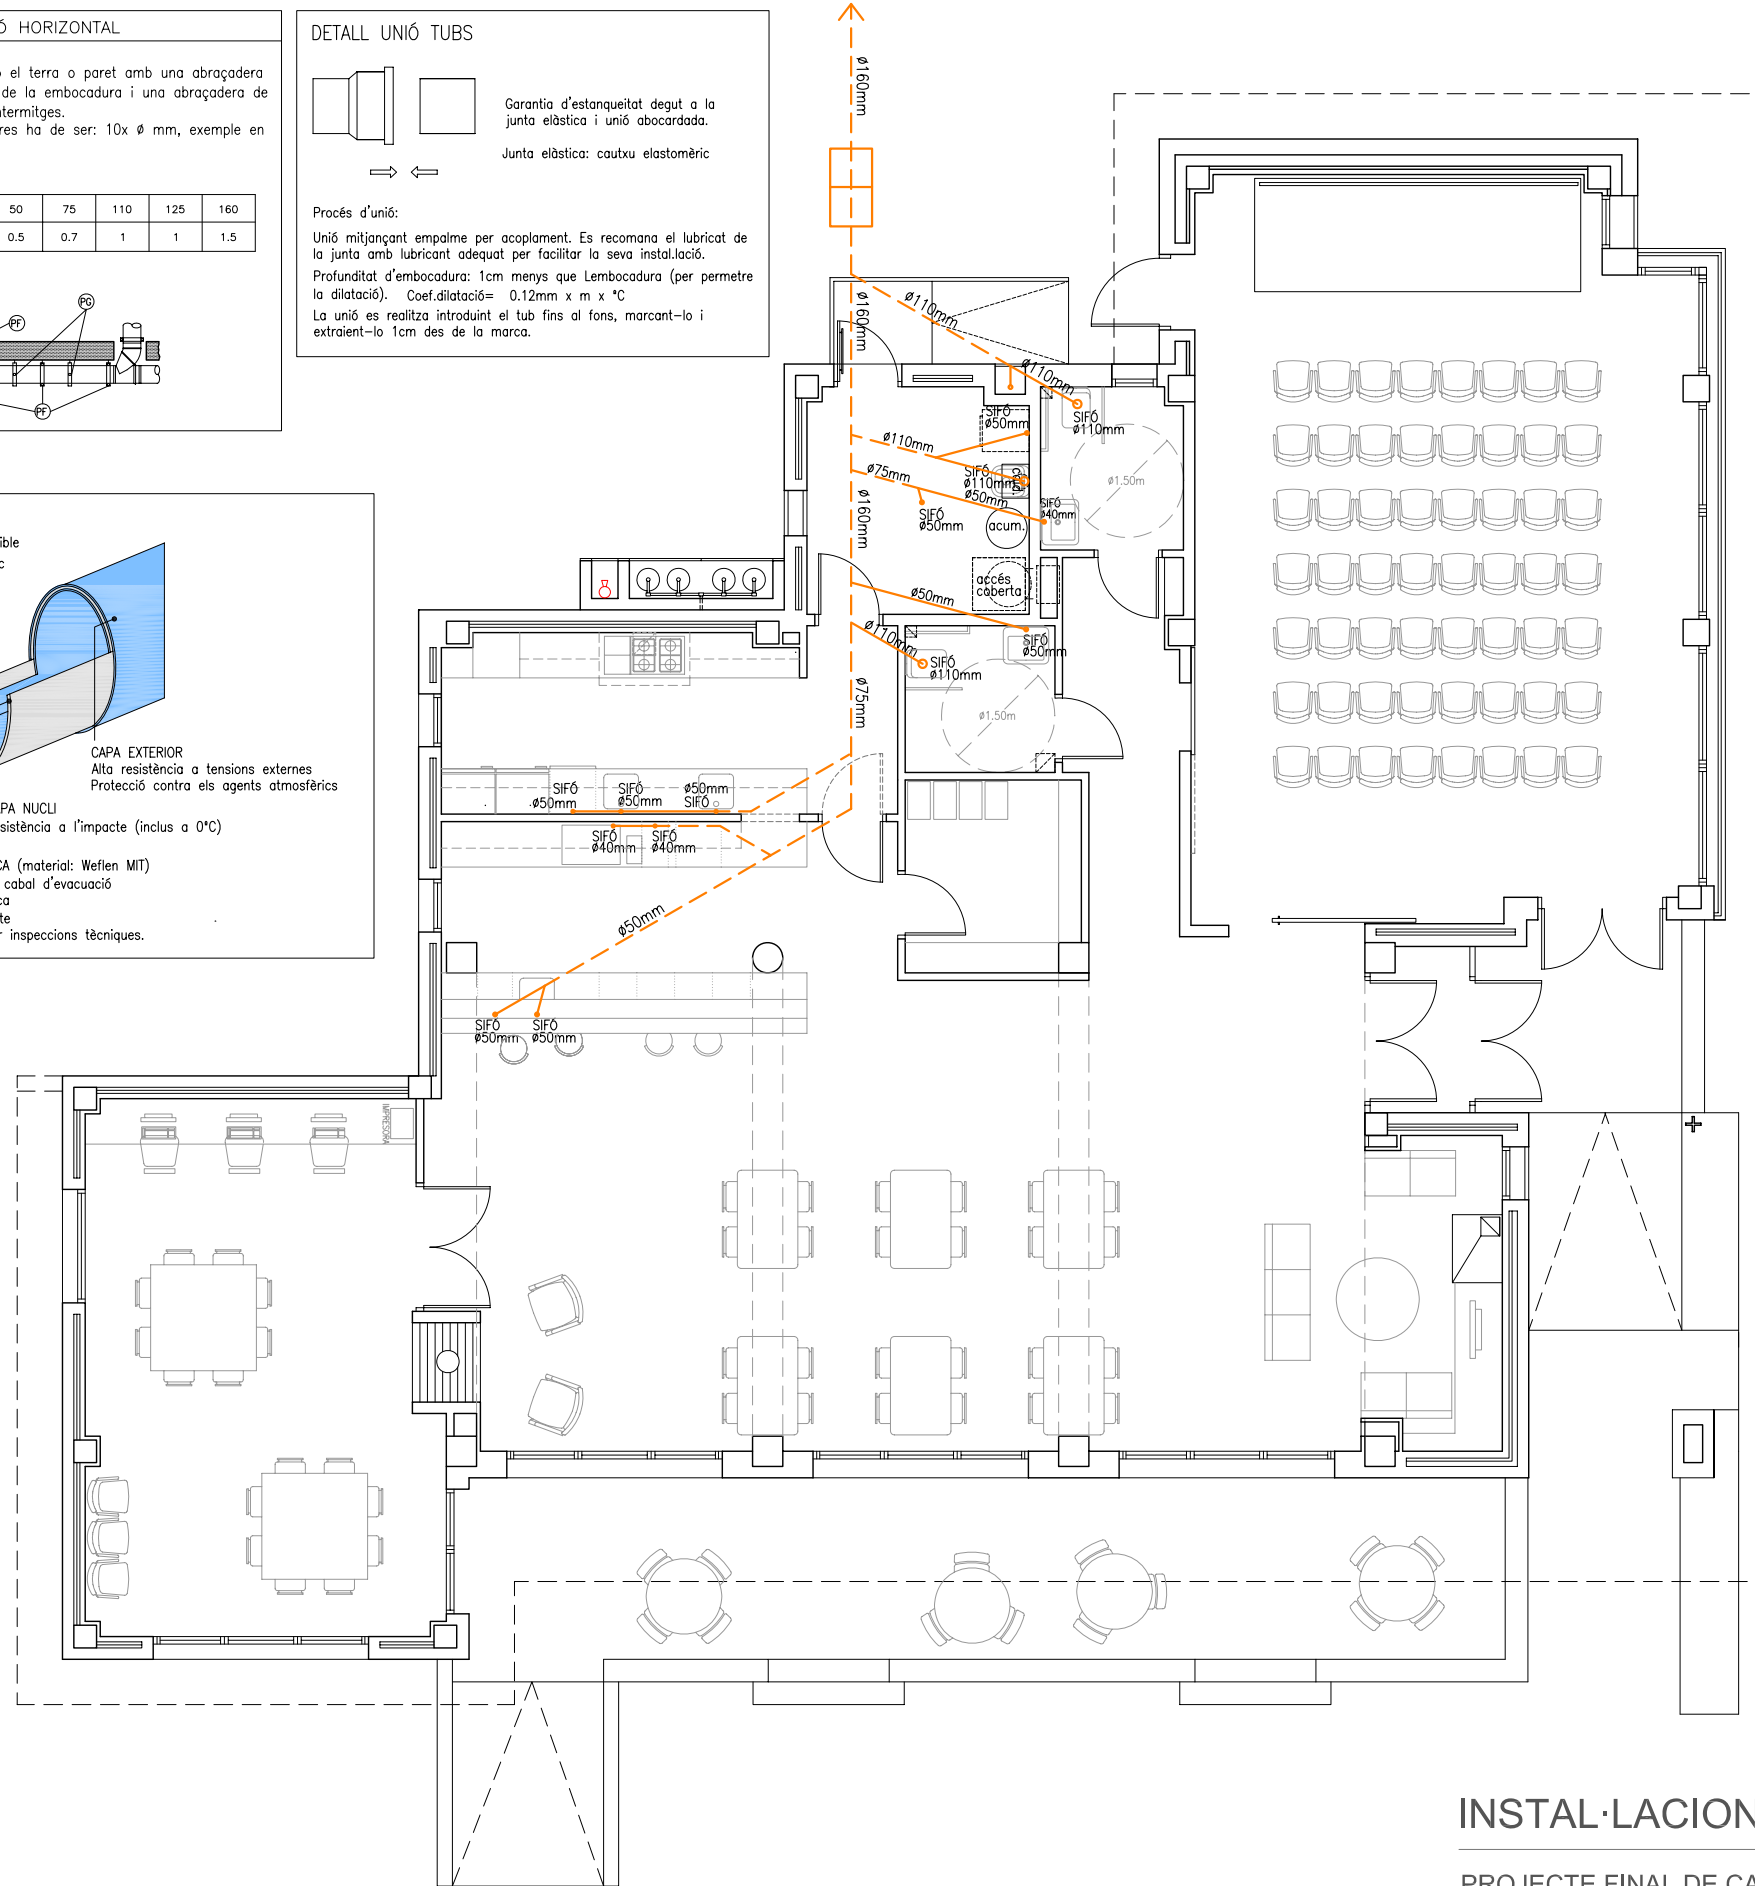 Ó HORIZONTAL
el terra o paret amb una abraçadera
de la embocadura i una abraçadera de
ntermitges.
res ha de ser: 10x ø mm, exemple en
50 75 110 125 160
0.5 0.7 1 1 1.5
PG
PF
PF
DETALL UNIÓ TUBS
Garantia d'estanqueitat degut a la
junta elàstica i unió abocardada.
Junta elàstica: cautxu elastomèric
Procés d'unió:
Unió mitjançant empalme per acoplament. Es recomana el lubricat de
la junta amb lubricant adequat per facilitar la seva instal.lació.
Profunditat d'embocadura: 1cm menys que Lembocadura (per permetre
la dilatació). Coef.dilatació= 0.12mm x m x °C
La unió es realitza introduint el tub fins al fons, marcant-lo i
extraient-lo 1cm des de la marca.
ible
c
CAPA EXTERIOR
Alta resistència a tensions externes
Protecció contra els agents atmosfèrics
PA NUCLI
sistència a l'impacte (inclus a 0°C)
CA (material: Weflen MIT)
cabal d'evacuació
ca
te
r inspeccions tècniques.
ø160mm
ø160mm
ø110mm
ø110mm
SIFÓ
ø110mm
SIFÓ
ø50mm
ø110mm
ø75mm
SIFÓ
ø110mm
ø50mm
SIFÓ
ø40mm
ø1.50m
ø160mm
SIFÓ
ø50mm
acum.
accés
coberta
ø50mm
SIFÓ
ø50mm
ø110mm
SIFÓ
ø110mm
ø1.50m
ø75mm
SIFÓ
ø50mm
SIFÓ
ø50mm
ø50mm
SIFÓ
SIFÓ
ø40mm
SIFÓ
ø40mm
ø50mm
SIFÓ
ø50mm
SIFÓ
ø50mm
IMPRESORA
INSTAL·LACION
PROJECTE FINAL DE CA